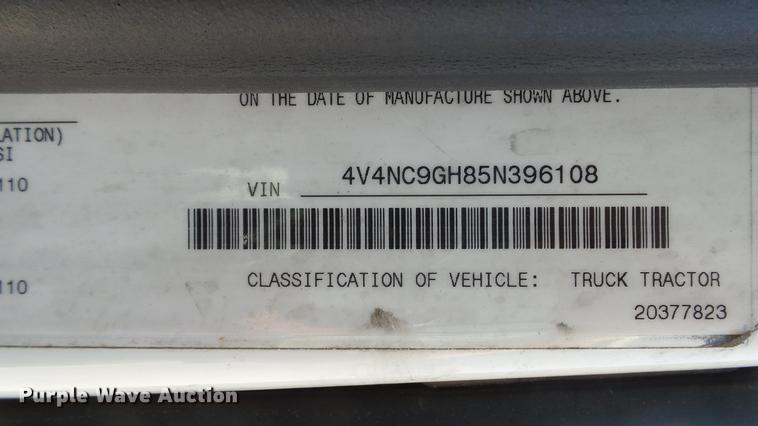 ON THE DATE OF MANUFACTURE SHOWN ABOVE.
LATION)
SI
110
VIN 4V4NC9GH85N396108
CLASSIFICATION OF VEHICLE: TRUCK TRACTOR
110
20377823
Purple Wave Auction